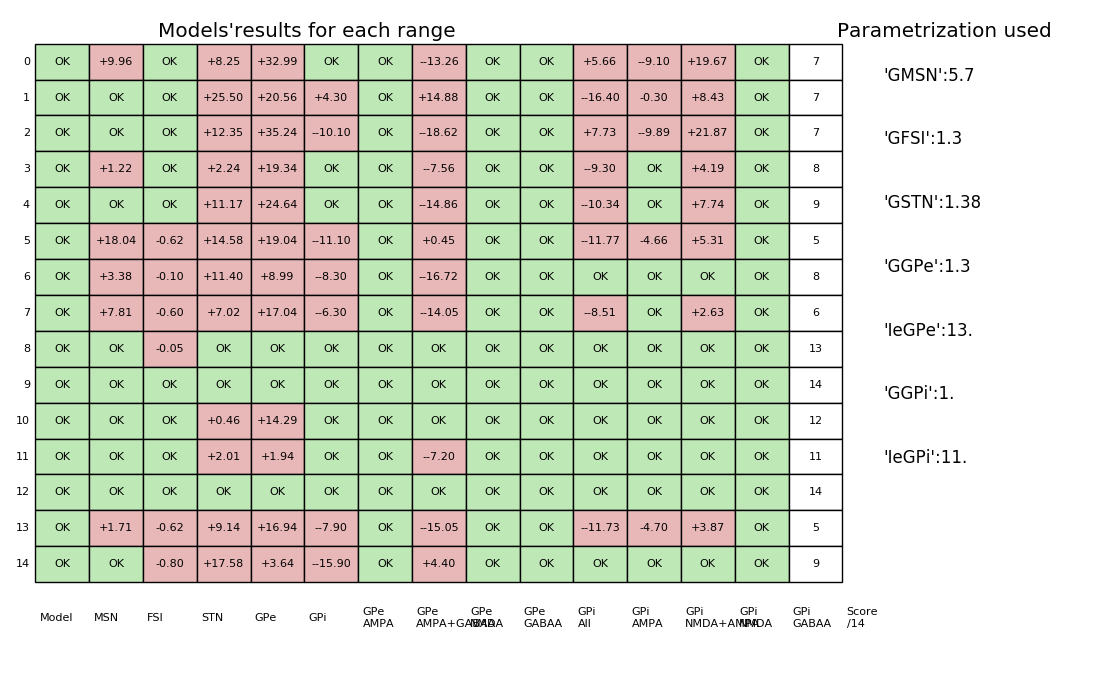 Models'results for each range
Parametrization used
0 OK +9.96 OK +8.25 +32.99 OK OK --13.26 OK OK +5.66 --9.10 +19.67 OK 7
1 OK OK OK +25.50 +20.56 +4.30 OK +14.88 OK OK --16.40 -0.30 +8.43 OK 7
2 OK OK OK +12.35 +35.24 --10.10 OK --18.62 OK OK +7.73 --9.89 +21.87 OK 7
3 OK +1.22 OK +2.24 +19.34 OK OK --7.56 OK OK --9.30 OK +4.19 OK 8
4 OK OK OK +11.17 +24.64 OK OK --14.86 OK OK --10.34 OK +7.74 OK 9
5 OK +18.04 -0.62 +14.58 +19.04 --11.10 OK +0.45 OK OK --11.77 -4.66 +5.31 OK 5
6 OK +3.38 -0.10 +11.40 +8.99 --8.30 OK --16.72 OK OK OK OK OK OK 8
7 OK +7.81 -0.60 +7.02 +17.04 --6.30 OK --14.05 OK OK --8.51 OK +2.63 OK 6
8 OK OK -0.05 OK OK OK OK OK OK OK OK OK OK OK 13
9 OK OK OK OK OK OK OK OK OK OK OK OK OK OK 14
10 OK OK OK +0.46 +14.29 OK OK OK OK OK OK OK OK OK 12
11 OK OK OK +2.01 +1.94 OK OK --7.20 OK OK OK OK OK OK 11
12 OK OK OK OK OK OK OK OK OK OK OK OK OK OK 14
13 OK +1.71 -0.62 +9.14 +16.94 --7.90 OK --15.05 OK OK --11.73 -4.70 +3.87 OK 5
14 OK OK -0.80 +17.58 +3.64 --15.90 OK +4.40 OK OK OK OK OK OK 9
Model MSN FSI STN GPe GPi
GPe
AMPA
GPe
AMPA+GABAA
GPe
NMDA
GPe
GABAA
GPi
All
GPi
AMPA
GPi
NMDA+AMPA
GPi
NMDA
GPi
GABAA
Score
/14
'GMSN':5.7
'GFSI':1.3
'GSTN':1.38
'GGPe':1.3
'IeGPe':13.
'GGPi':1.
'IeGPi':11.